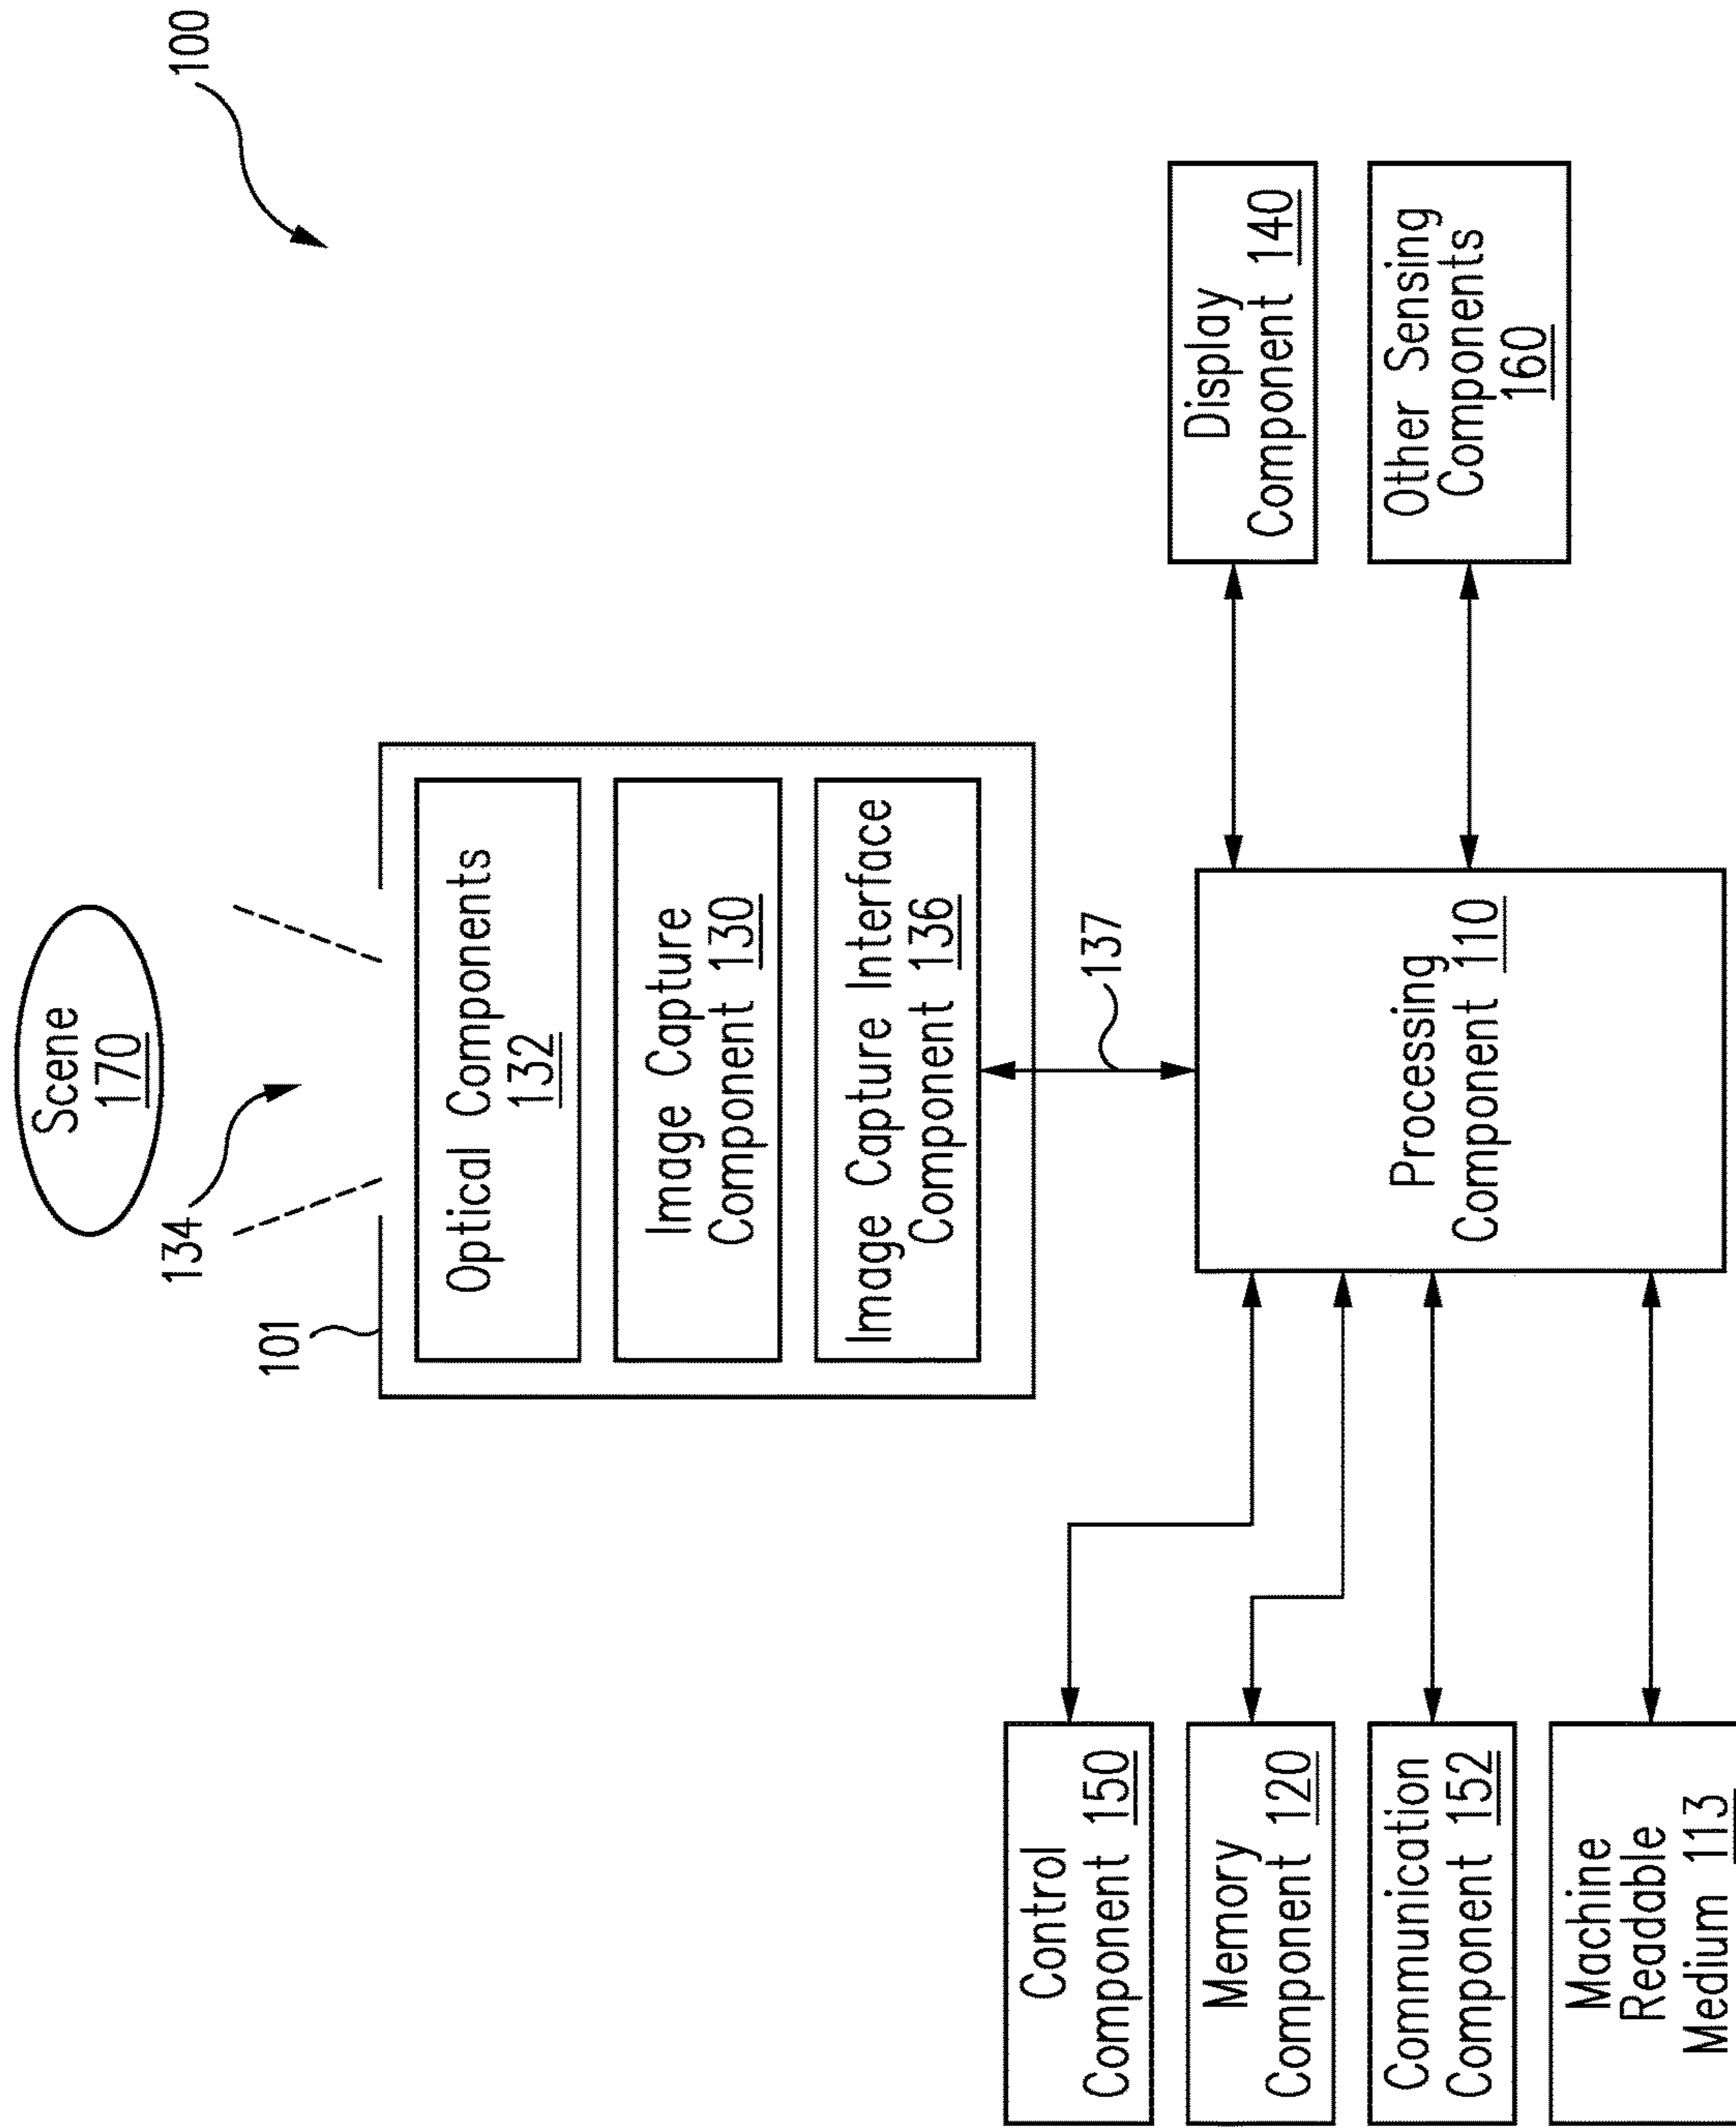 100
Scene
170
134
101
Optical Components
132
Image Capture
Component 130
Image Capture Interface
Component 136
137
Control
Component 150
Memory
Component 120
Communication
Component 152
Machine
Readable
Medium 113
Processing
Component 110
Display
Component 140
Other Sensing
Components
160